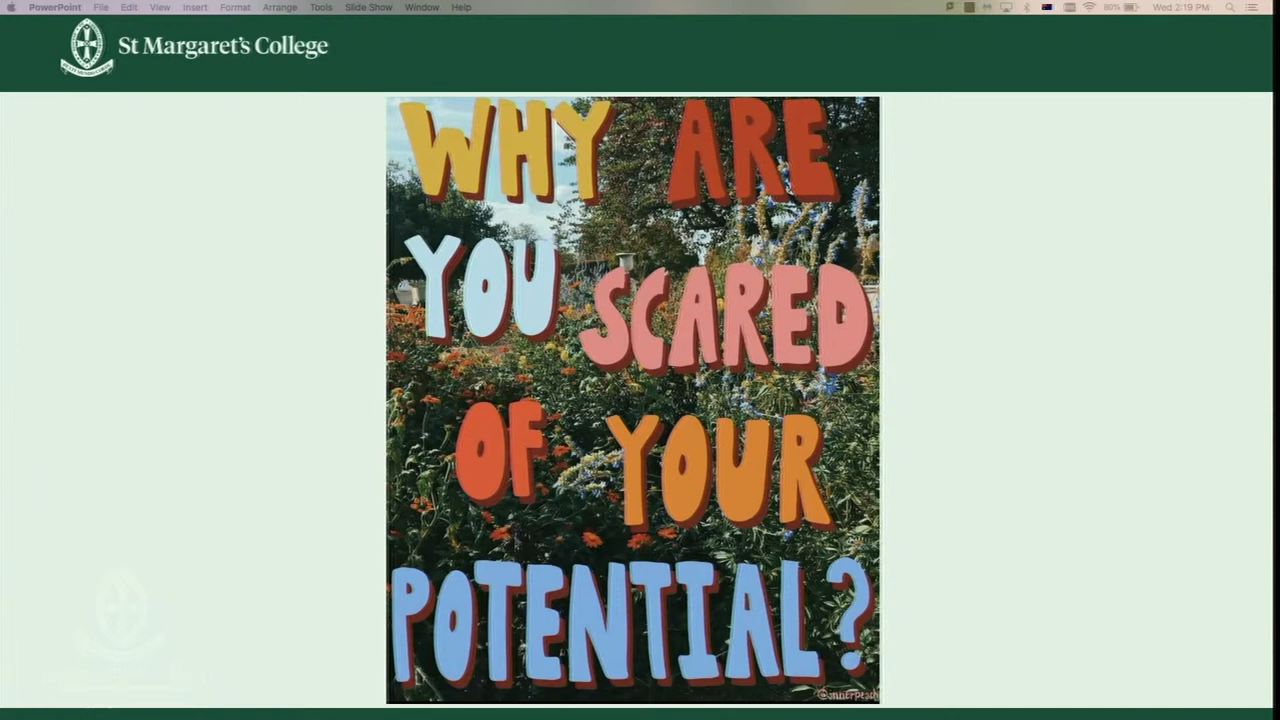 PowerPoint File Edit View Insert Format Arrange Tools Slide Show Window Help 80% Wed 2:19 PM
St Margaret's College
WHY ARE
YOU SCARED
OF YOUR
POTENTIAL?